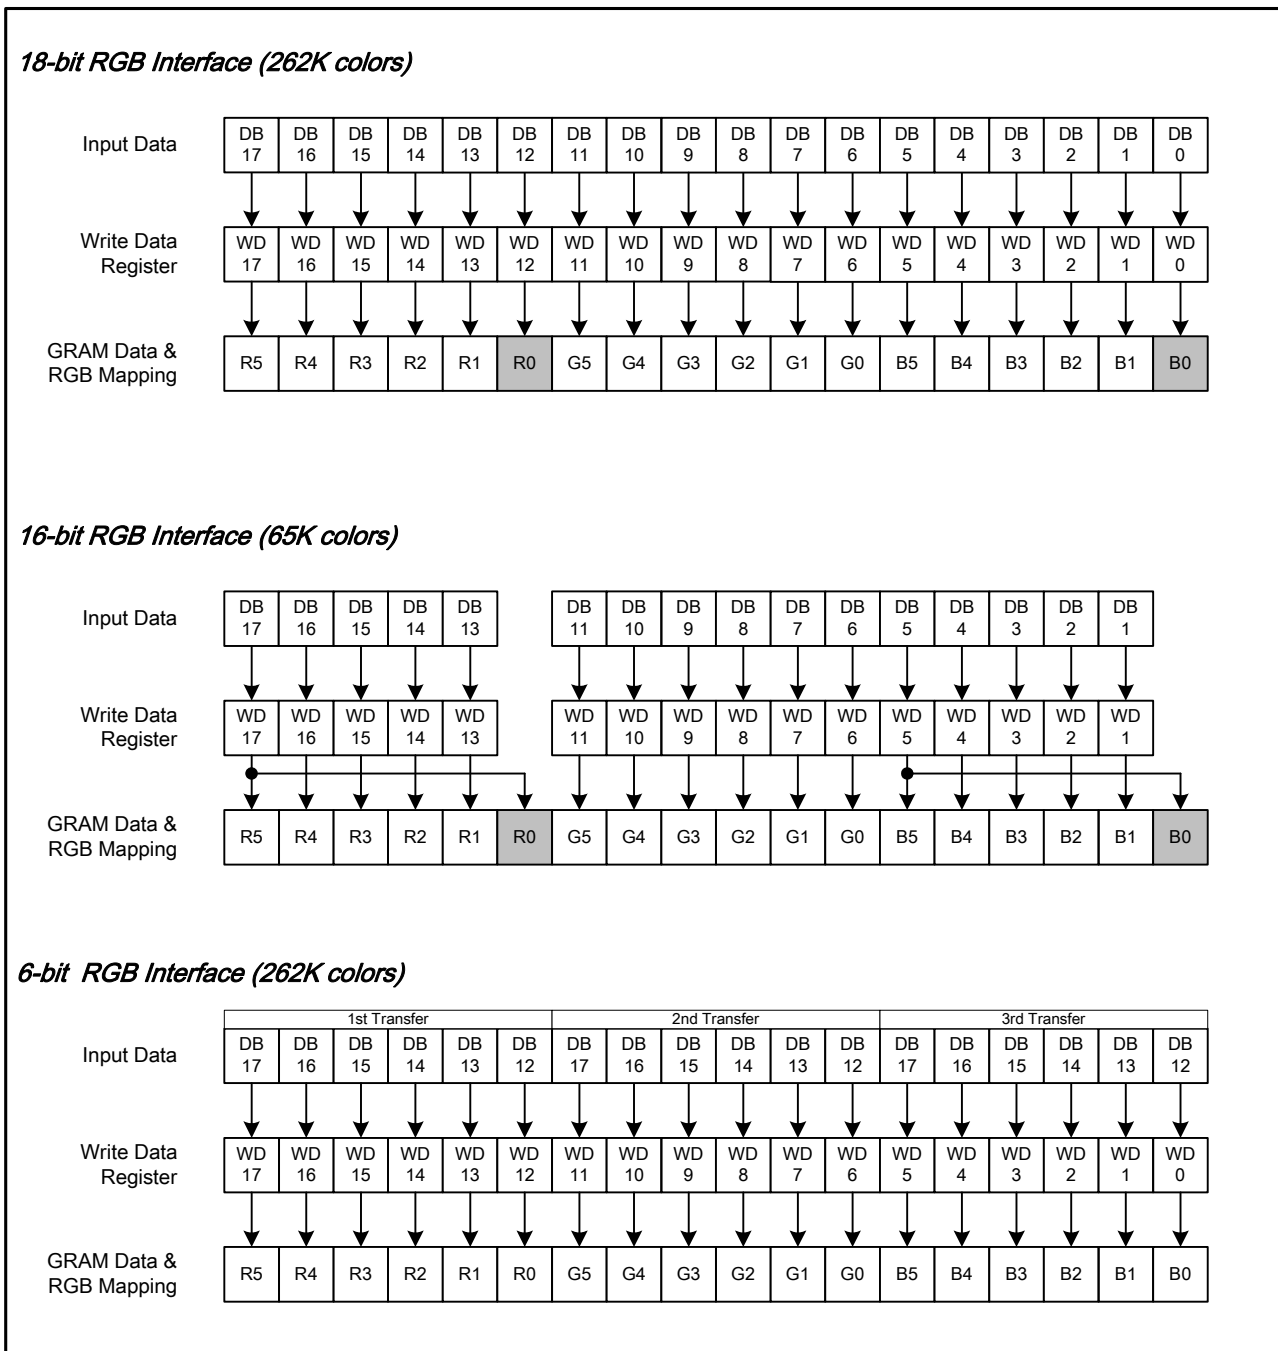 18-bit RGB Interface (262K colors)
Input Data DB 17 DB 16 DB 15 DB 14 DB 13 DB 12 DB 11 DB 10 DB 9 DB 8 DB 7 DB 6 DB 5 DB 4 DB 3 DB 2 DB 1 DB 0
Write Data Register WD 17 WD 16 WD 15 WD 14 WD 13 WD 12 WD 11 WD 10 WD 9 WD 8 WD 7 WD 6 WD 5 WD 4 WD 3 WD 2 WD 1 WD 0
GRAM Data & RGB Mapping R5 R4 R3 R2 R1 R0 G5 G4 G3 G2 G1 G0 B5 B4 B3 B2 B1 B0
16-bit RGB Interface (65K colors)
Input Data DB 17 DB 16 DB 15 DB 14 DB 13 DB 11 DB 10 DB 9 DB 8 DB 7 DB 6 DB 5 DB 4 DB 3 DB 2 DB 1
Write Data Register WD 17 WD 16 WD 15 WD 14 WD 13 WD 11 WD 10 WD 9 WD 8 WD 7 WD 6 WD 5 WD 4 WD 3 WD 2 WD 1
GRAM Data & RGB Mapping R5 R4 R3 R2 R1 R0 G5 G4 G3 G2 G1 G0 B5 B4 B3 B2 B1 B0
6-bit RGB Interface (262K colors)
1st Transfer 2nd Transfer 3rd Transfer
Input Data DB 17 DB 16 DB 15 DB 14 DB 13 DB 12 DB 17 DB 16 DB 15 DB 14 DB 13 DB 12 DB 17 DB 16 DB 15 DB 14 DB 13 DB 12
Write Data Register WD 17 WD 16 WD 15 WD 14 WD 13 WD 12 WD 11 WD 10 WD 9 WD 8 WD 7 WD 6 WD 5 WD 4 WD 3 WD 2 WD 1 WD 0
GRAM Data & RGB Mapping R5 R4 R3 R2 R1 R0 G5 G4 G3 G2 G1 G0 B5 B4 B3 B2 B1 B0